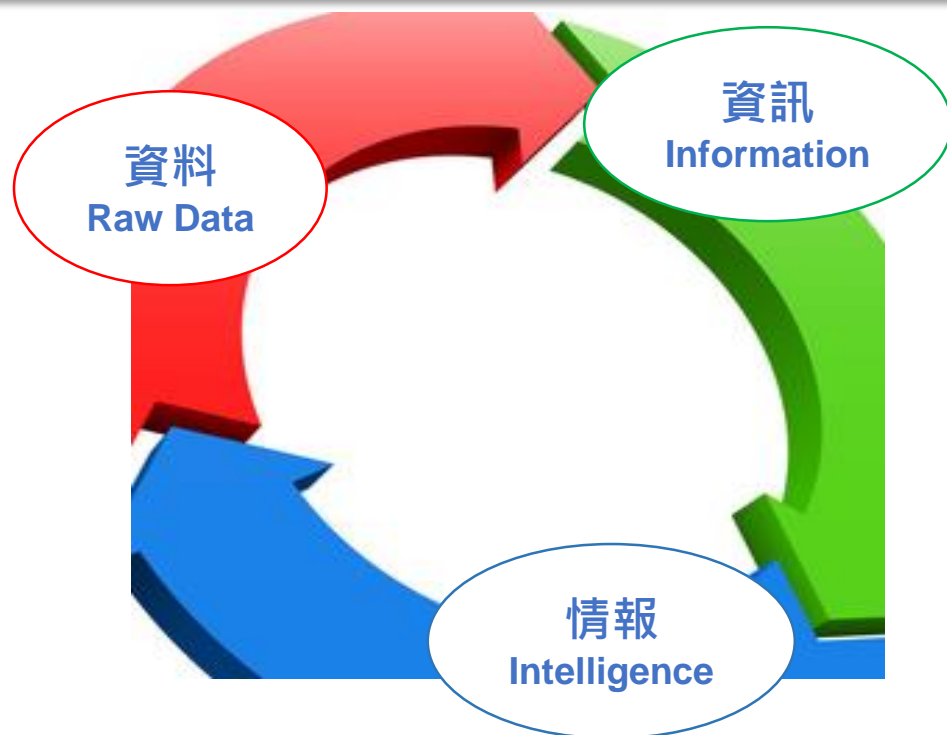 資料
Raw Data
資訊
Information
情報
Intelligence